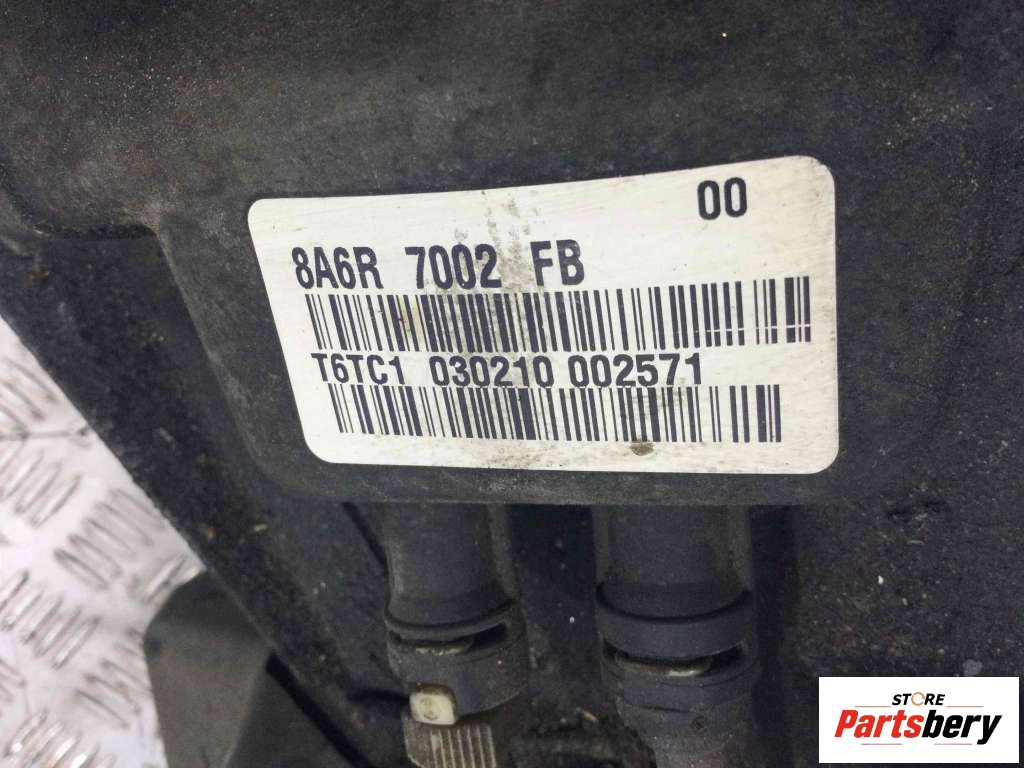 00
8A6R 7002 FB
T6TC1 030210 002571
STORE
Partsbery